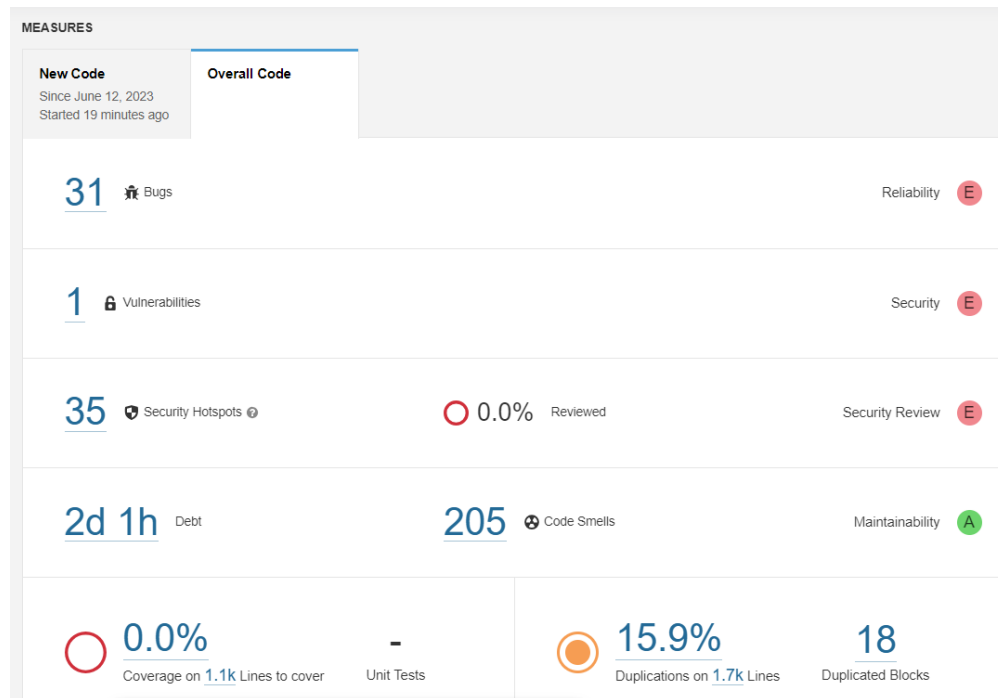 MEASURES
New Code
Since June 12, 2023
Started 19 minutes ago
Overall Code
31 Bugs
Reliability E
1 Vulnerabilities
Security E
35 Security Hotspots ?
0.0% Reviewed
Security Review E
2d 1h Debt
205 Code Smells
Maintainability A
0.0%
Coverage on 1.1k Lines to cover
-
Unit Tests
15.9%
Duplications on 1.7k Lines
18
Duplicated Blocks